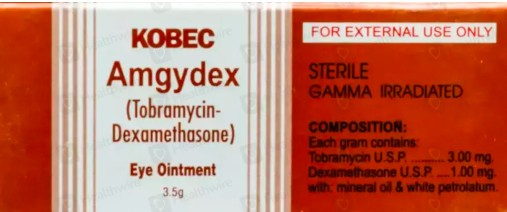 KOBEC
Amgydex
(Tobramycin-
Dexamethasone)
Eye Ointment
3.5g
FOR EXTERNAL USE ONLY
STERILE
GAMMA IRRADIATED
COMPOSITION:
Each gram contains:
Tobramycin U.S.P. .......... 3.00 mg.
Dexamethasone U.S.P. ....1.00 mg.
with: mineral oil & white petrolatum.